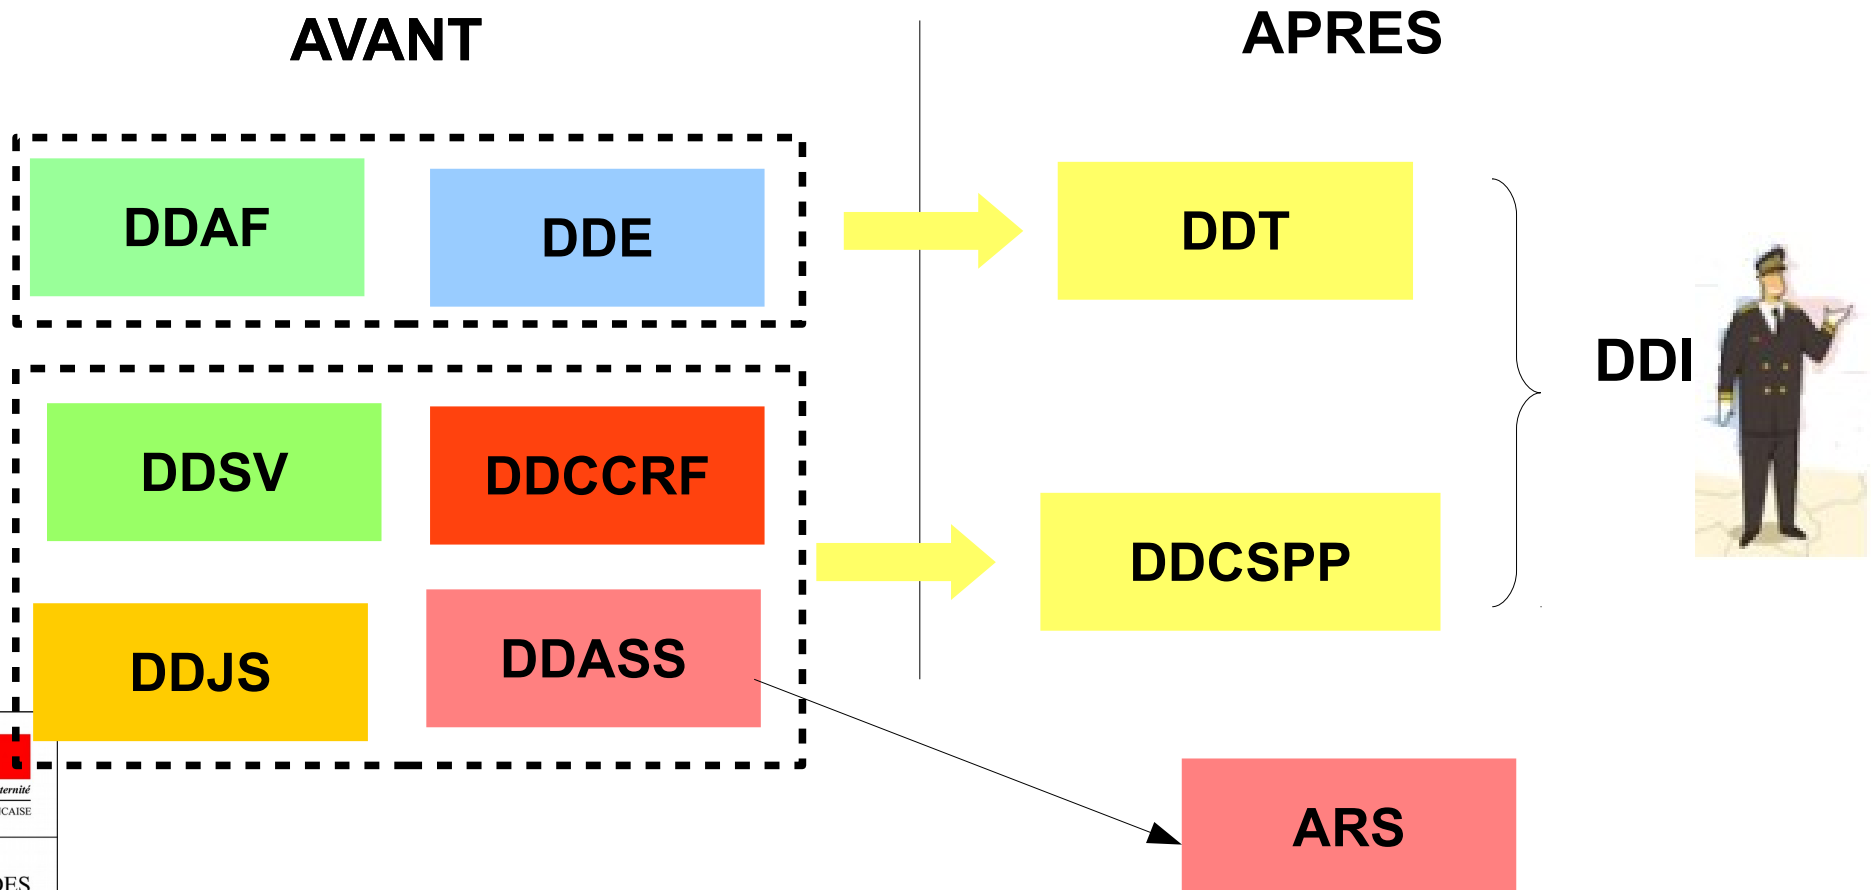 AVANT
APRES
DDAF
DDE
DDT
DDI
DDSV
DDCCRF
DDCSPP
DDJS
DDASS
ARS